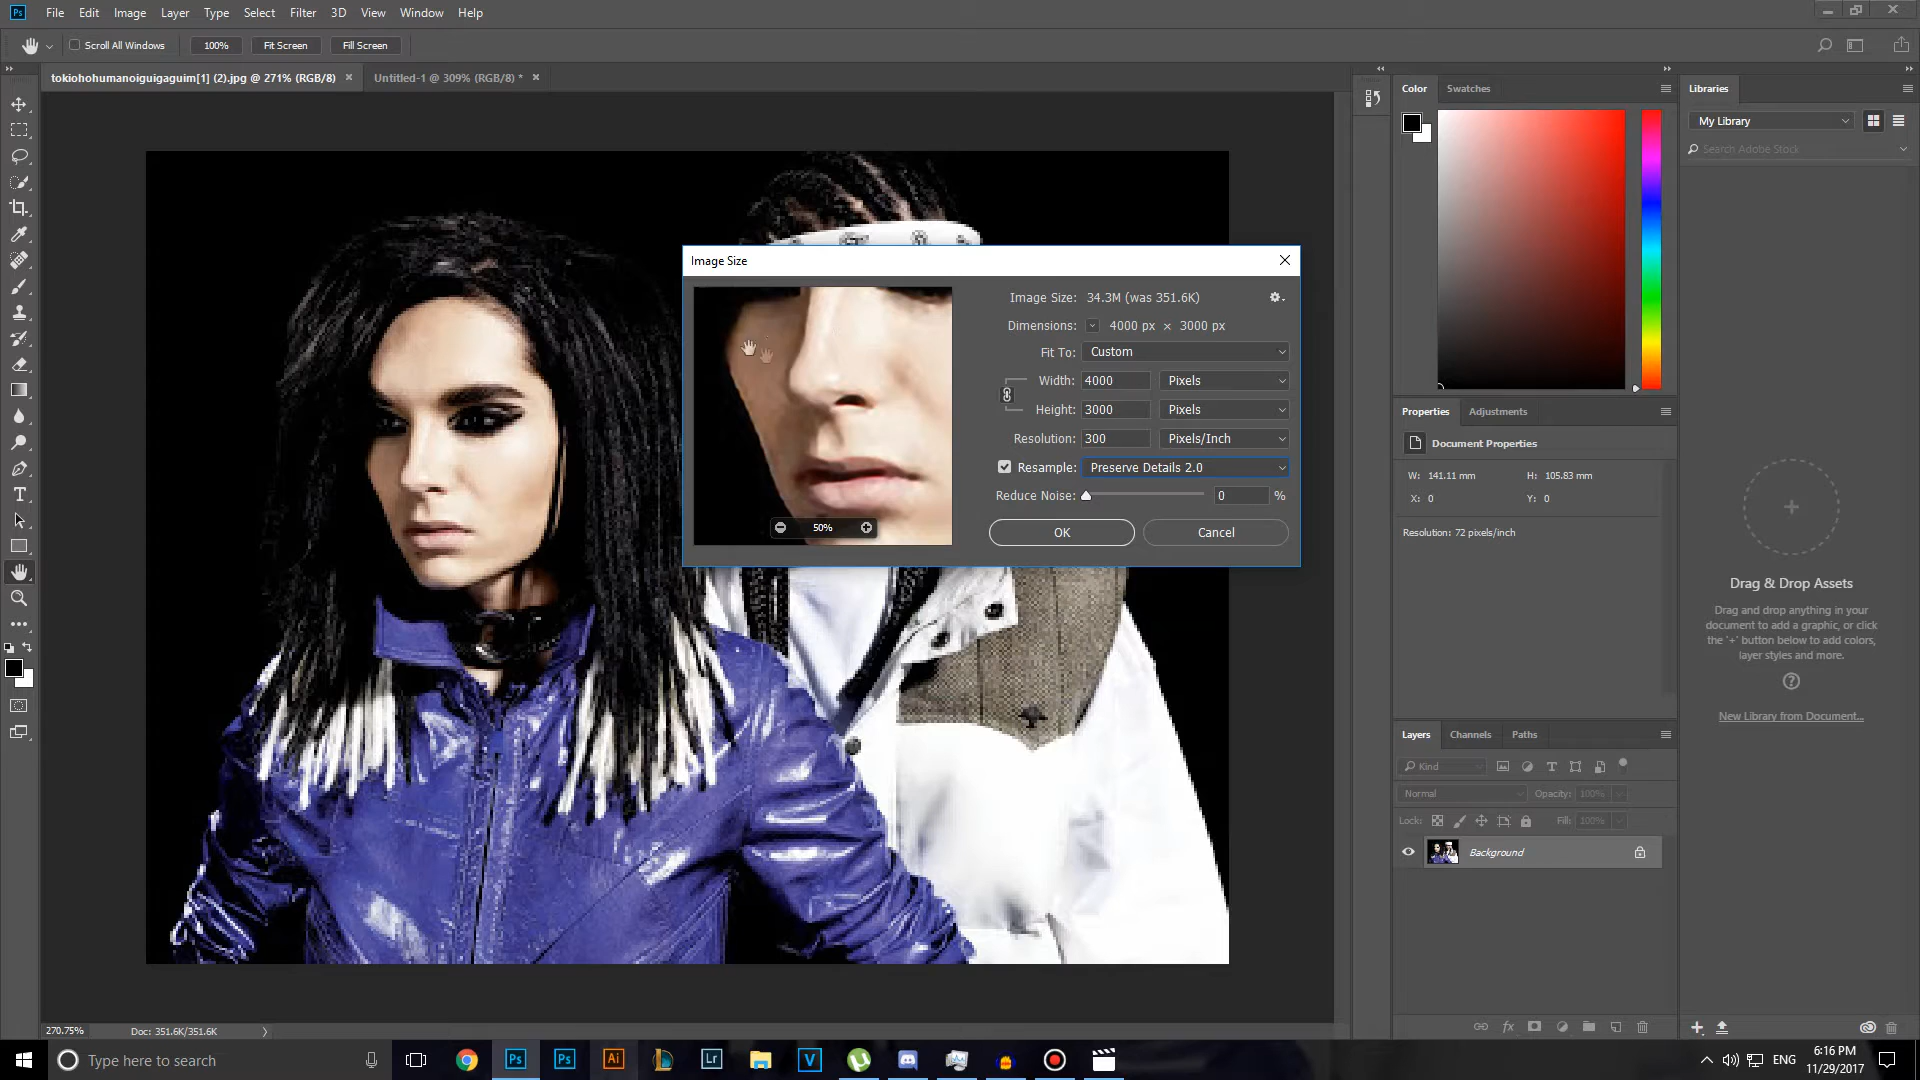 Ps File Edit Image Layer Type Select Filter 3D View Window Help
Scroll All Windows 100% Fit Screen Fill Screen
tokiohohumanoiguigaguim[1] (2).jpg @ 271% (RGB/8) × Untitled-1 @ 309% (RGB/8) * ×
Image Size
Image Size: 34.3M (was 351.6K)
Dimensions: 4000 px × 3000 px
Fit To: Custom
Width: 4000 Pixels
Height: 3000 Pixels
Resolution: 300 Pixels/Inch
Resample: Preserve Details 2.0
Reduce Noise: 0 %
50%
OK Cancel
Color Swatches
Properties Adjustments
Document Properties
W: 141.11 mm H: 105.83 mm
X: 0 Y: 0
Resolution: 72 pixels/inch
Layers Channels Paths
Kind
Normal Opacity: 100%
Lock: Fill: 100%
Background
Libraries
My Library
Search Adobe Stock
Drag & Drop Assets
Drag and drop anything in your
document to add a graphic, or click
the '+' button below to add colors,
layer styles and more.
New Library from Document...
270.75% Doc: 351.6K/351.6K
Type here to search
Ps Ps Ai Lr V
ENG
6:16 PM
11/29/2017